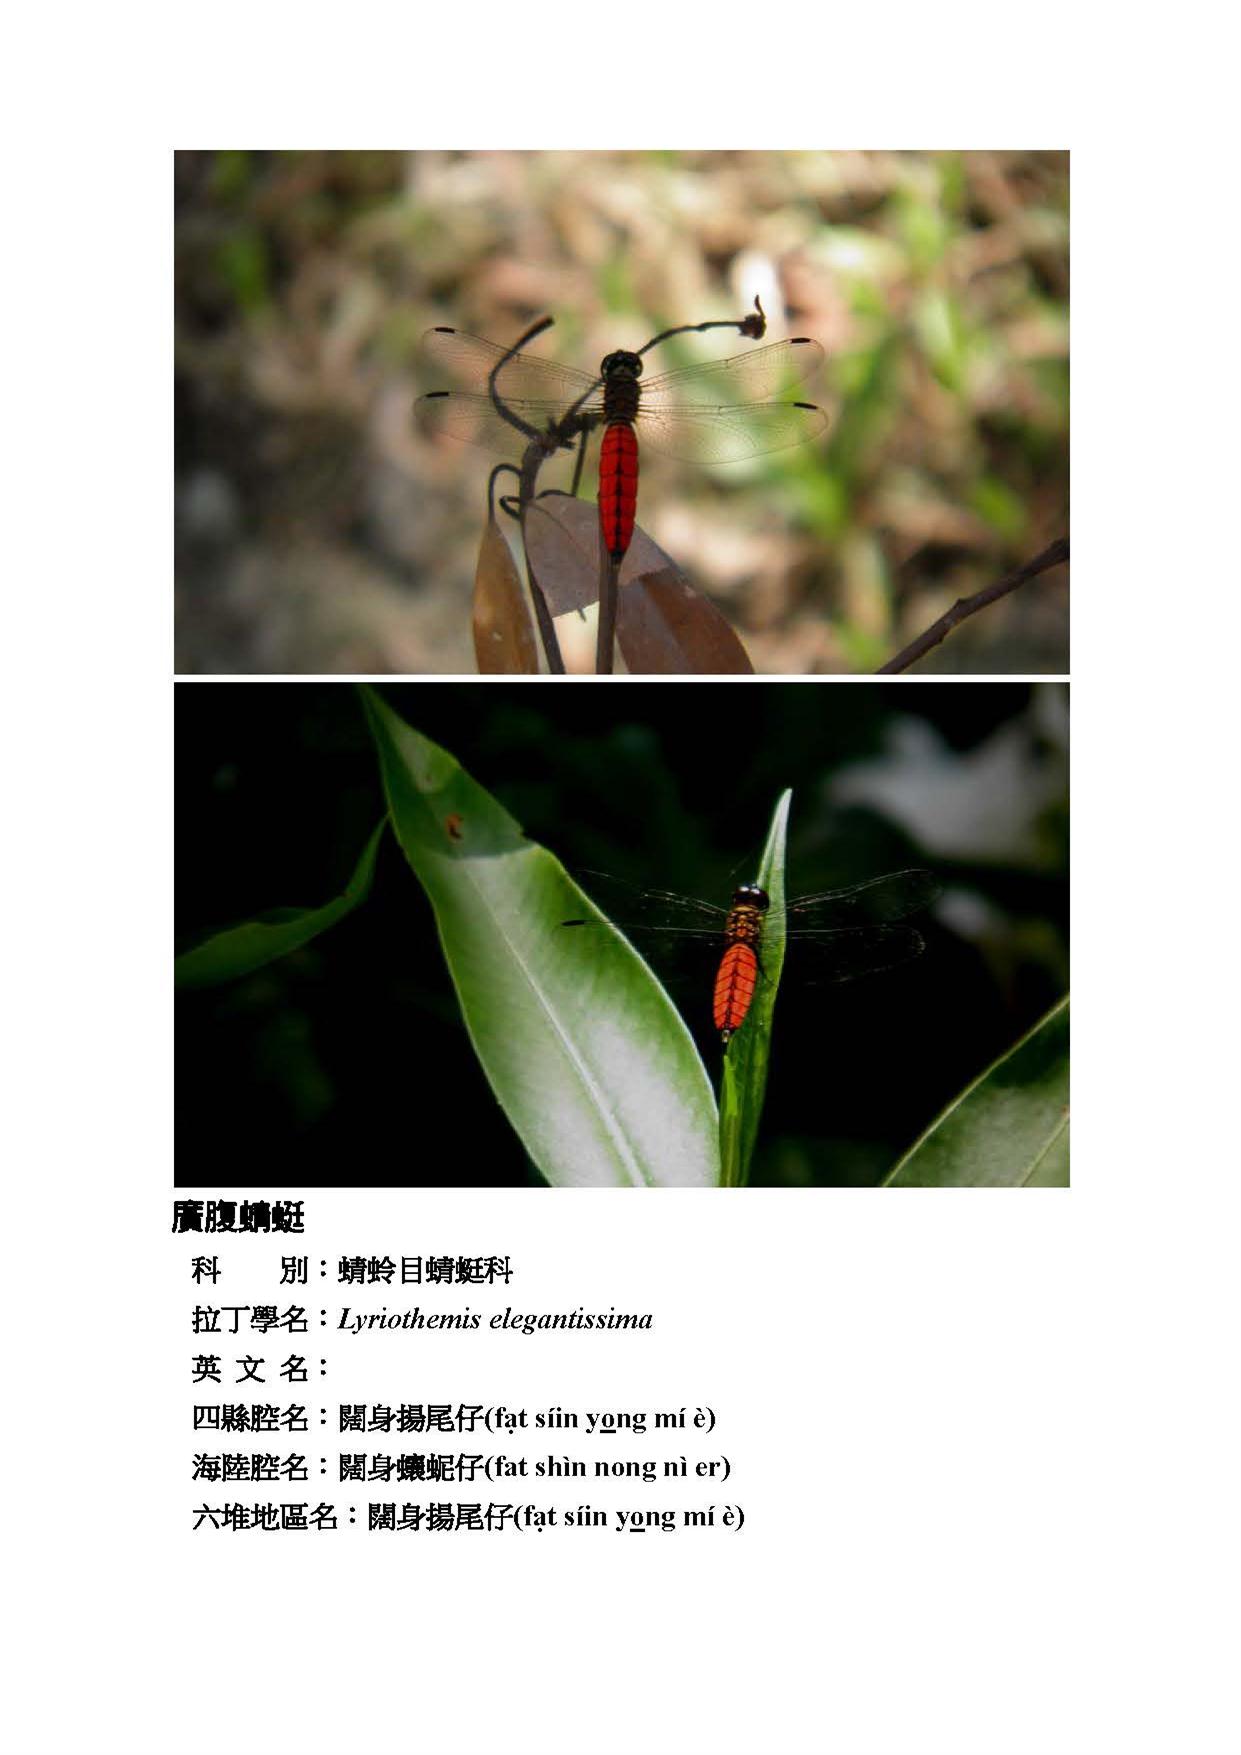 廣腹蜻蜓
科　　別：蜻蛉目蜻蜓科
拉丁學名：Lyriothemis elegantissima
英 文 名：
四縣腔名：闊身揚尾仔(fạt síin yo̲ng mí è)
海陸腔名：闊身蠰蚭仔(fat shìn nong nì er)
六堆地區名：闊身揚尾仔(fạt síin yo̲ng mí è)